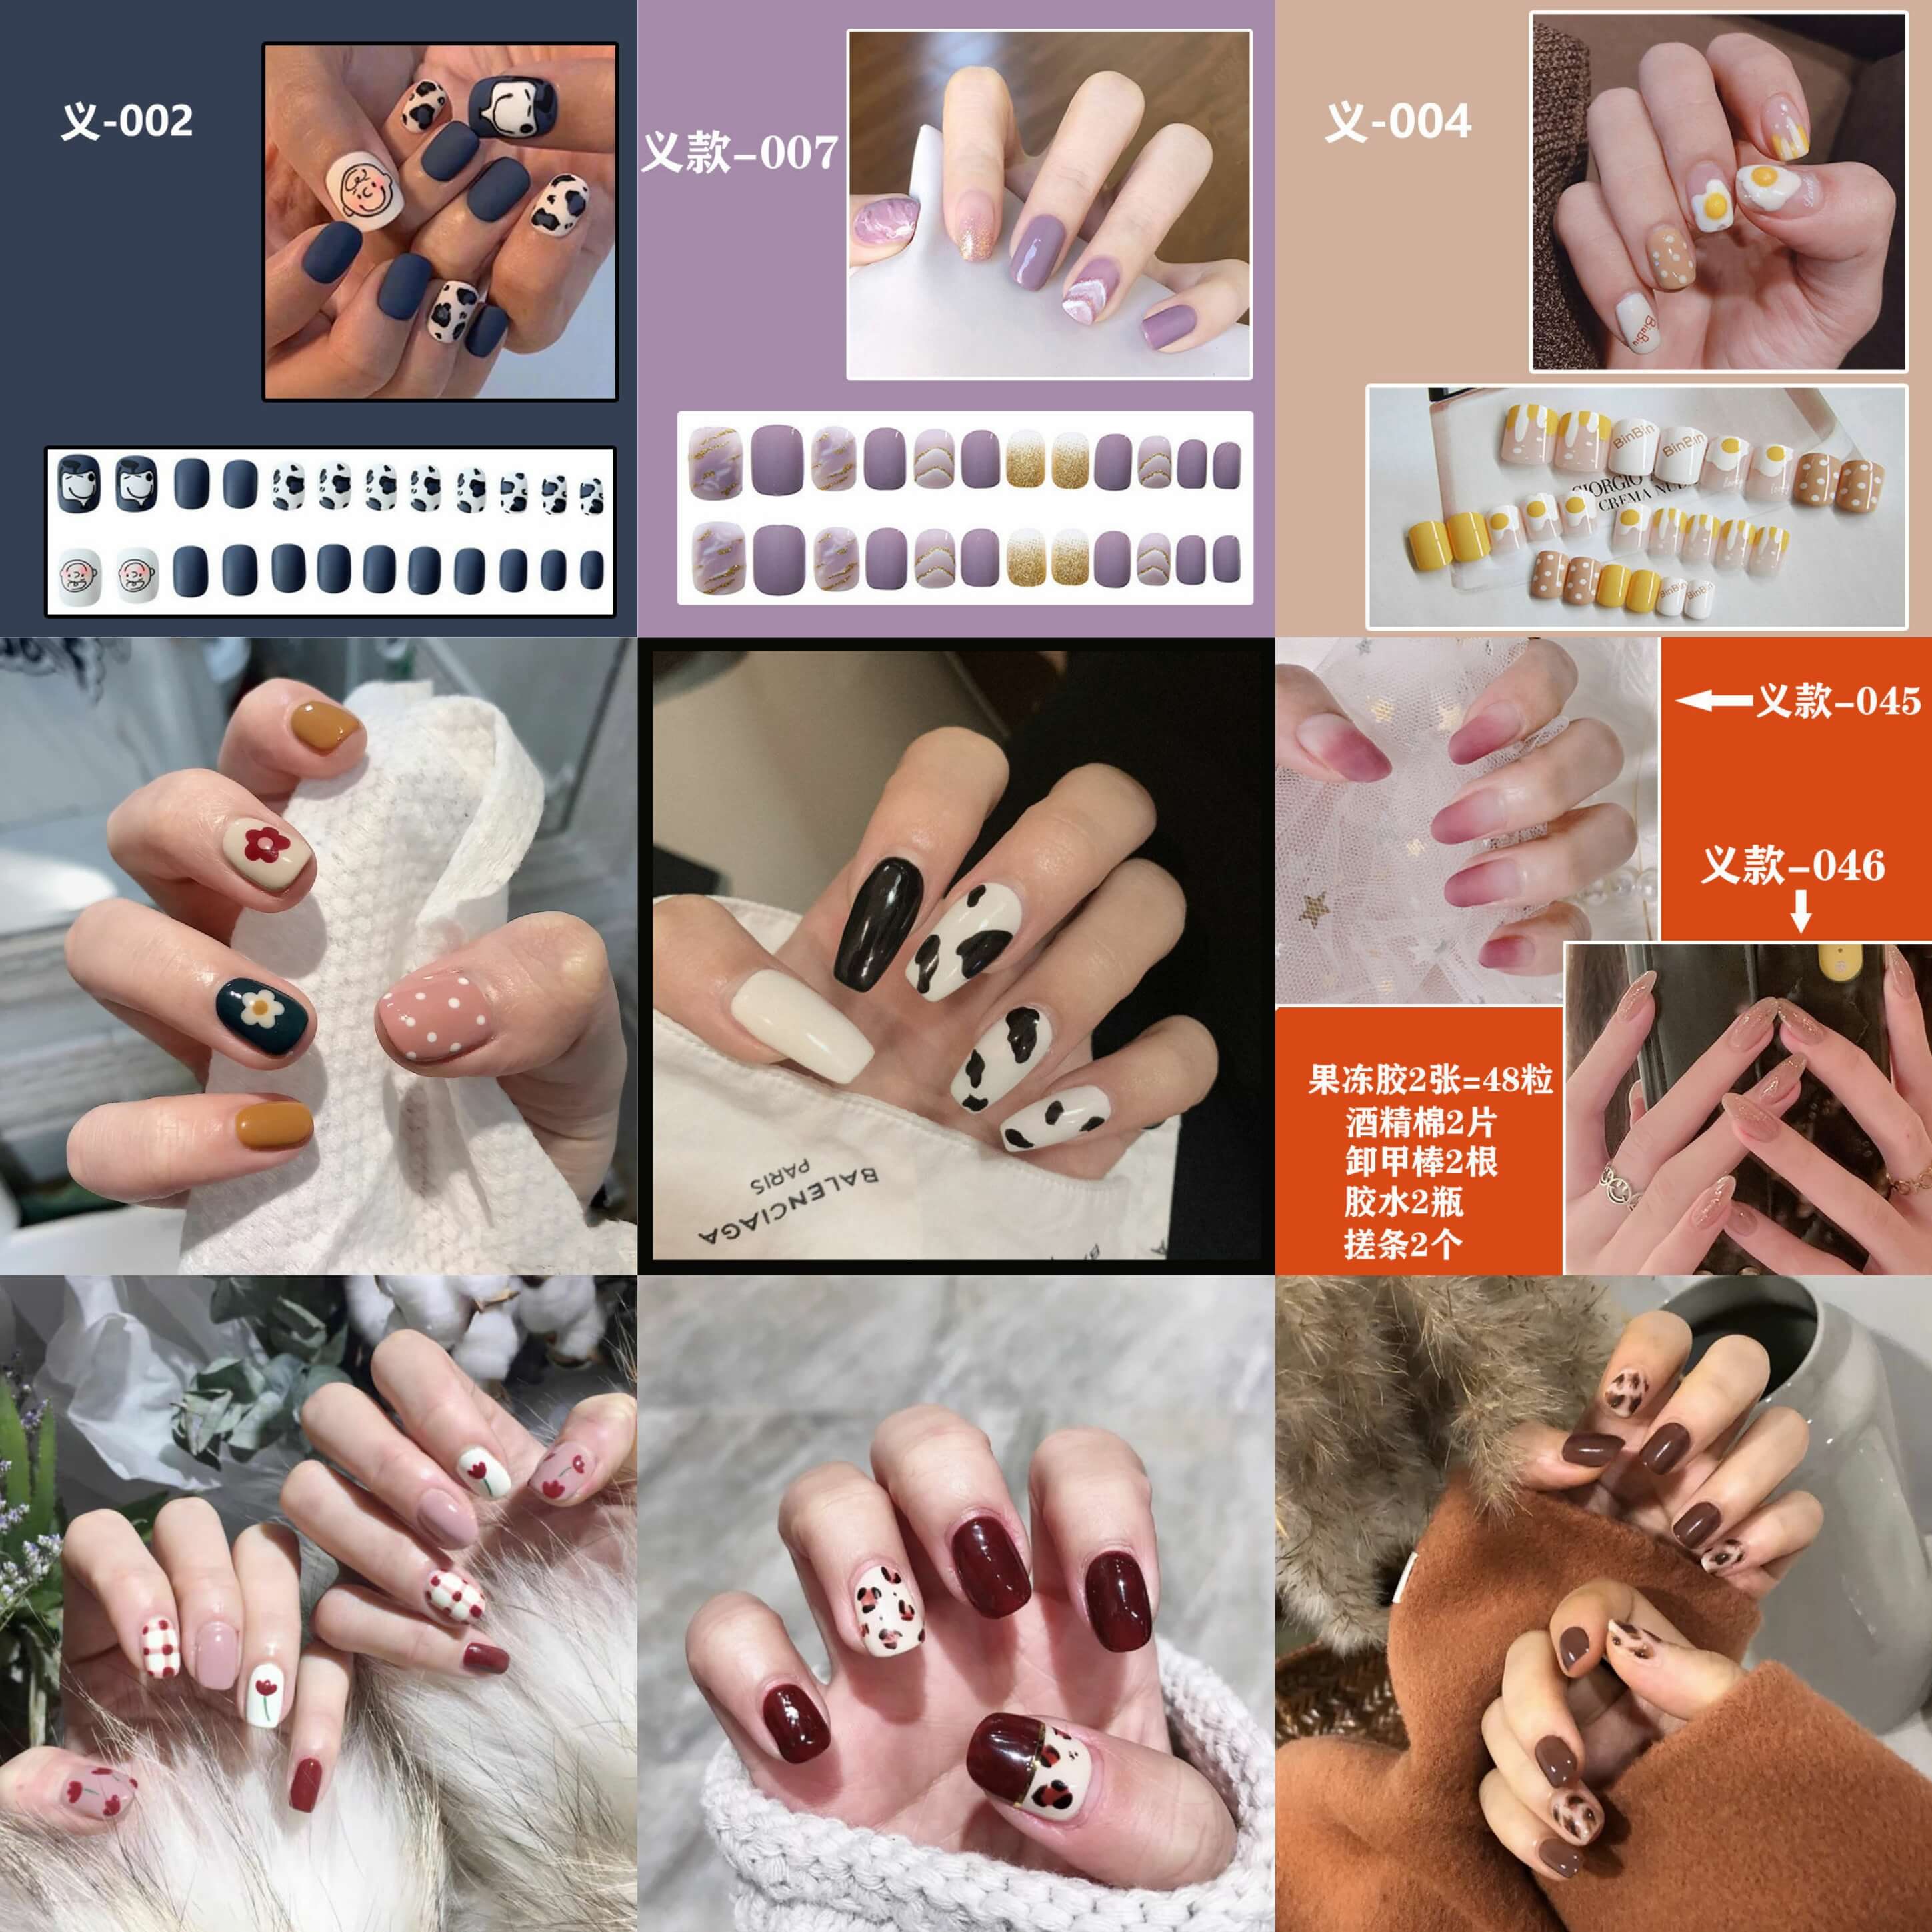 义-002
义款-007
义-004
BinBin
BinBin
BinBin
GIORGIO
CREMA NU
BinBin
BinBin
BALENCIAGA
PARIS
义款-045
义款-046
果冻胶2张=48粒
酒精棉2片
卸甲棒2根
胶水2瓶
搓条2个